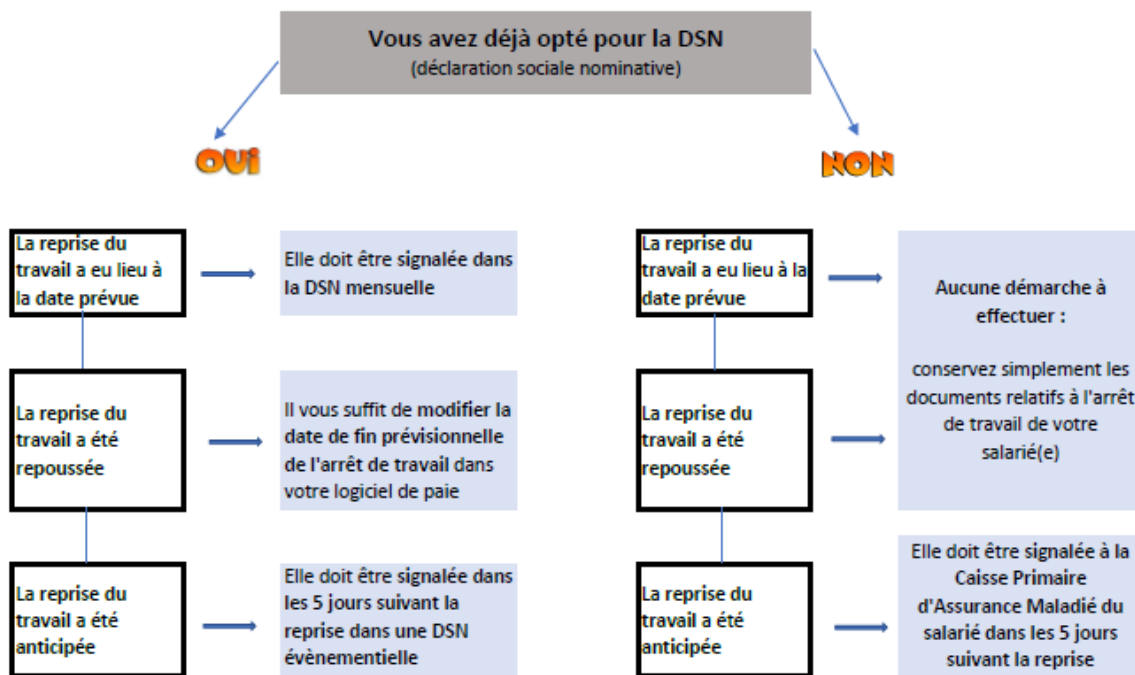 Vous avez déjà opté pour la DSN
(déclaration sociale nominative)
OUi
NON
La reprise du
travail a eu lieu à
la date prévue
Elle doit être signalée dans
la DSN mensuelle
La reprise du
travail a été
repoussée
Il vous suffit de modifier la
date de fin prévisionnelle
de l'arrêt de travail dans
votre logiciel de paie
La reprise du
travail a été
anticipée
Elle doit être signalée dans
les 5 jours suivant la
reprise dans une DSN
évènementielle
La reprise du
travail a eu lieu à la
date prévue
Aucune démarche à
effectuer :
conservez simplement les
documents relatifs à l'arrêt
de travail de votre
salarié(e)
La reprise du
travail a été
repoussée
La reprise du
travail a été
anticipée
Elle doit être signalée à la
Caisse Primaire
d'Assurance Maladié du
salarié dans les 5 jours
suivant la reprise